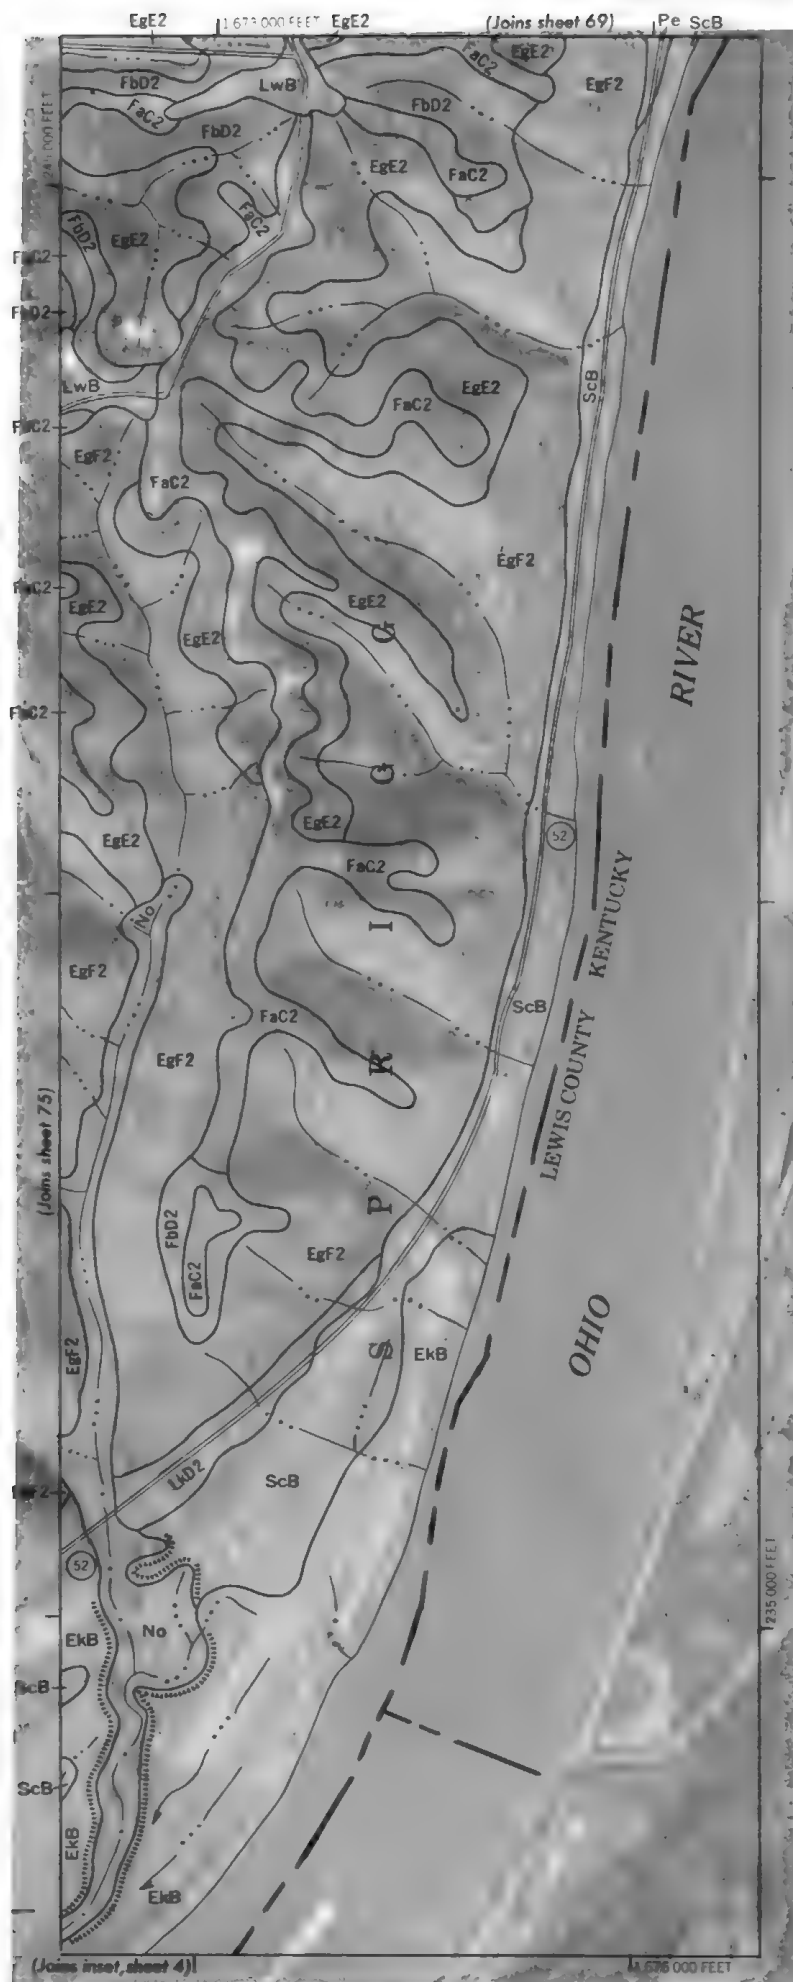 EgE2 1 673 000 FEET EgE2 (Joins sheet 69) Pe ScB
EgE2
FaC2
FbD2
LwB
EgF2
FaC2
FbD2
FbD2
EgE2
FaC2
FaC2
FbD2
EgE2
FaC2
FbD2
LwB
EgE2
ScB
FaC2
FaC2
EgF2
FaC2
EgF2
FaC2
EgE2
EgE2
EgE2
RIVER
FaC2
EgE2
EgE2
52
FaC2
No
EgF2
ScB
FaC2
EgF2
LEWIS COUNTY KENTUCKY
(Joins sheet 75)
FbD2
FaC2
EgF2
S P K I G G
OHIO
EgF2
EkB
LkD2
ScB
52
235 000 FEET
EkB
No
ScB
ScB
EkB
EkB
(Joins inset, sheet 4) 1 676 000 FEET